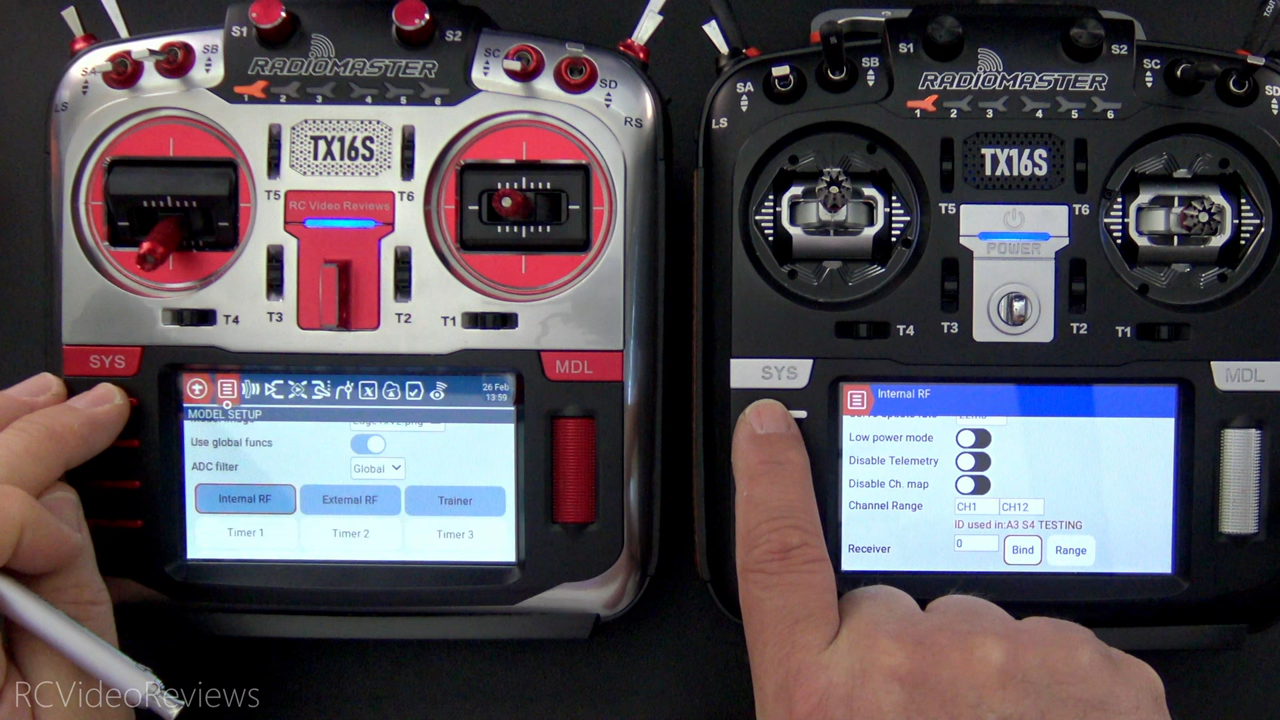 S1
S2
SA
SB
SC
SD
LS
RS
RADIOMASTER
1 2 3 4 5 6
TX16S
T5
T6
RC Video Reviews
T4
T3
T2
T1
SYS
MDL
26 Feb
13:59
MODEL SETUP
Use global funcs
ADC filter
Global
Internal RF
External RF
Trainer
Timer 1
Timer 2
Timer 3
S1
S2
SA
SB
SC
SD
LS
RADIOMASTER
1 2 3 4 5 6
TX16S
T5
T6
POWER
T4
T3
T2
T1
SYS
MDL
Internal RF
Low power mode
Disable Telemetry
Disable Ch. map
Channel Range CH1 CH12
ID used in:A3 S4 TESTING
Receiver 0 Bind Range
RCVideoReviews